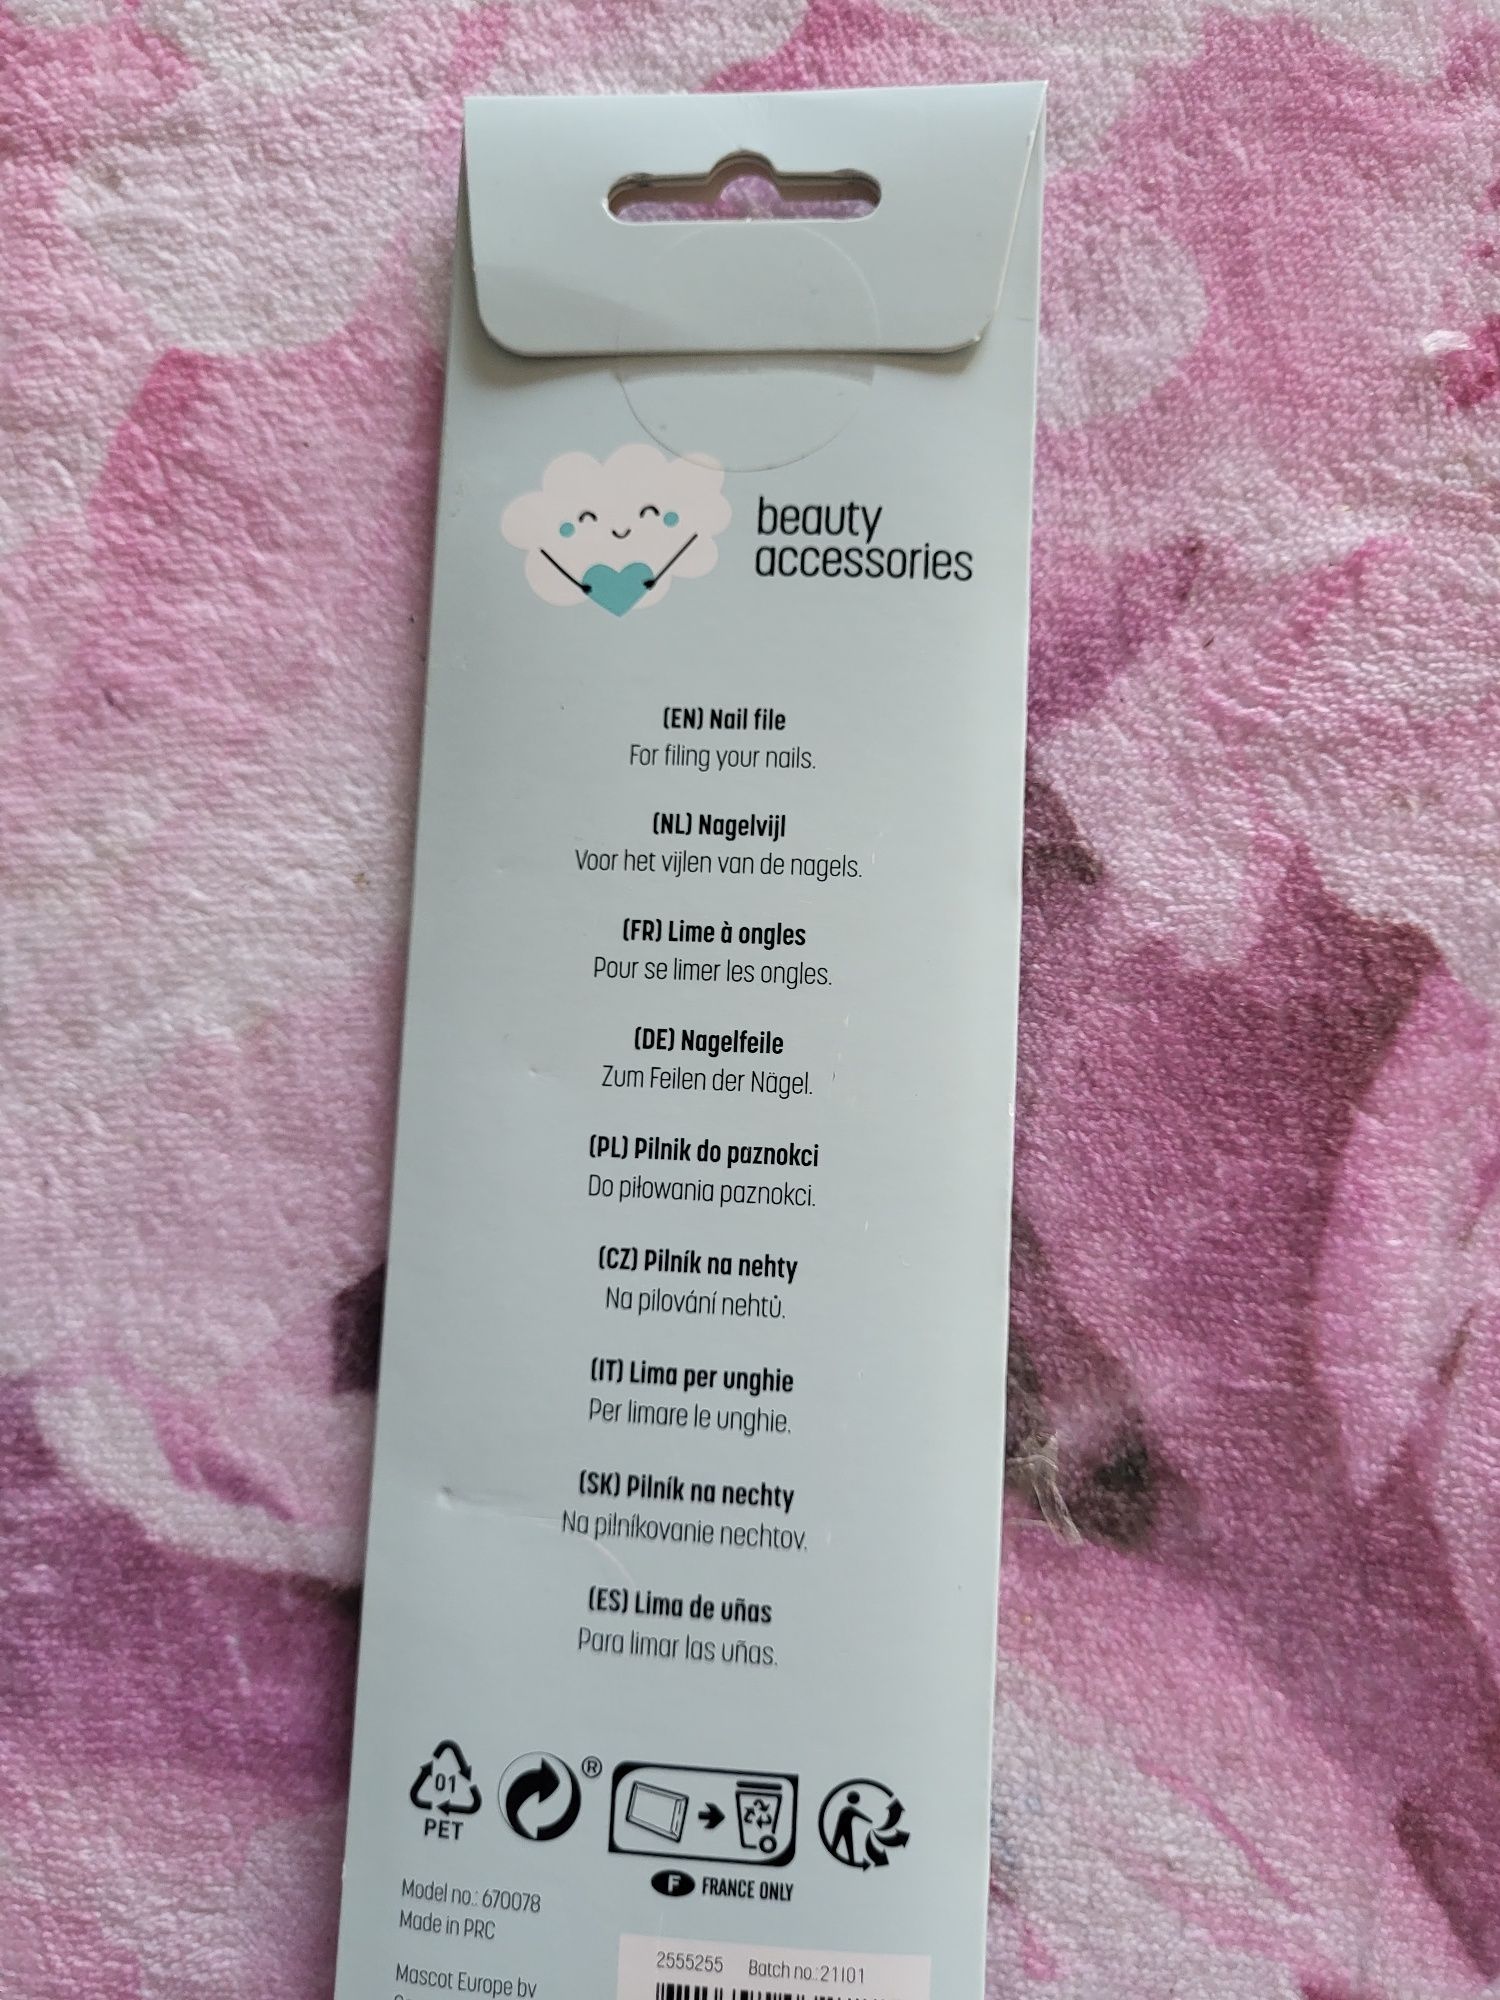 beauty
accessories
(EN) Nail file
For filing your nails.
(NL) Nagelvijl
Voor het vijlen van de nagels.
(FR) Lime à ongles
Pour se limer les ongles.
(DE) Nagelfeile
Zum Feilen der Nägel.
(PL) Pilnik do paznokci
Do piłowania paznokci.
(CZ) Pilník na nehty
Na pilování nehtů.
(IT) Lima per unghie
Per limare le unghie.
(SK) Pilník na nechty
Na pilníkovanie nechtov.
(ES) Lima de uñas
Para limar las uñas.
01
PET
®
F FRANCE ONLY
Model no.: 670078
Made in PRC
Mascot Europe bv
2555255 Batch no.:21I01